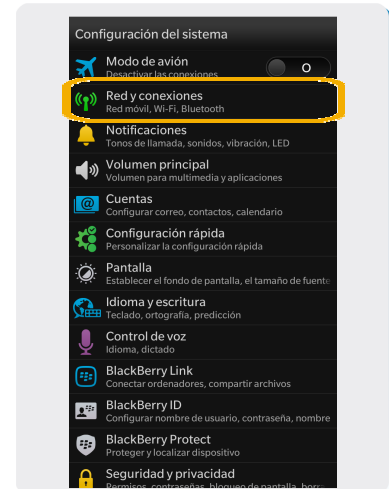 Configuración del sistema
Modo de avión
Desactivar las conexiones
O
Red y conexiones
Red móvil, Wi-Fi, Bluetooth
Notificaciones
Tonos de llamada, sonidos, vibración, LED
Volumen principal
Volumen para multimedia y aplicaciones
@
Cuentas
Configurar correo, contactos, calendario
Configuración rápida
Personalizar la configuración rápida
Pantalla
Establecer el fondo de pantalla, el tamaño de fuente
Idioma y escritura
Teclado, ortografía, predicción
Control de voz
Idioma, dictado
BlackBerry Link
Conectar ordenadores, compartir archivos
BlackBerry ID
Configurar nombre de usuario, contraseña, nombre
BlackBerry Protect
Proteger y localizar dispositivo
Seguridad y privacidad
Permisos, contraseñas, bloqueo de pantalla, borra